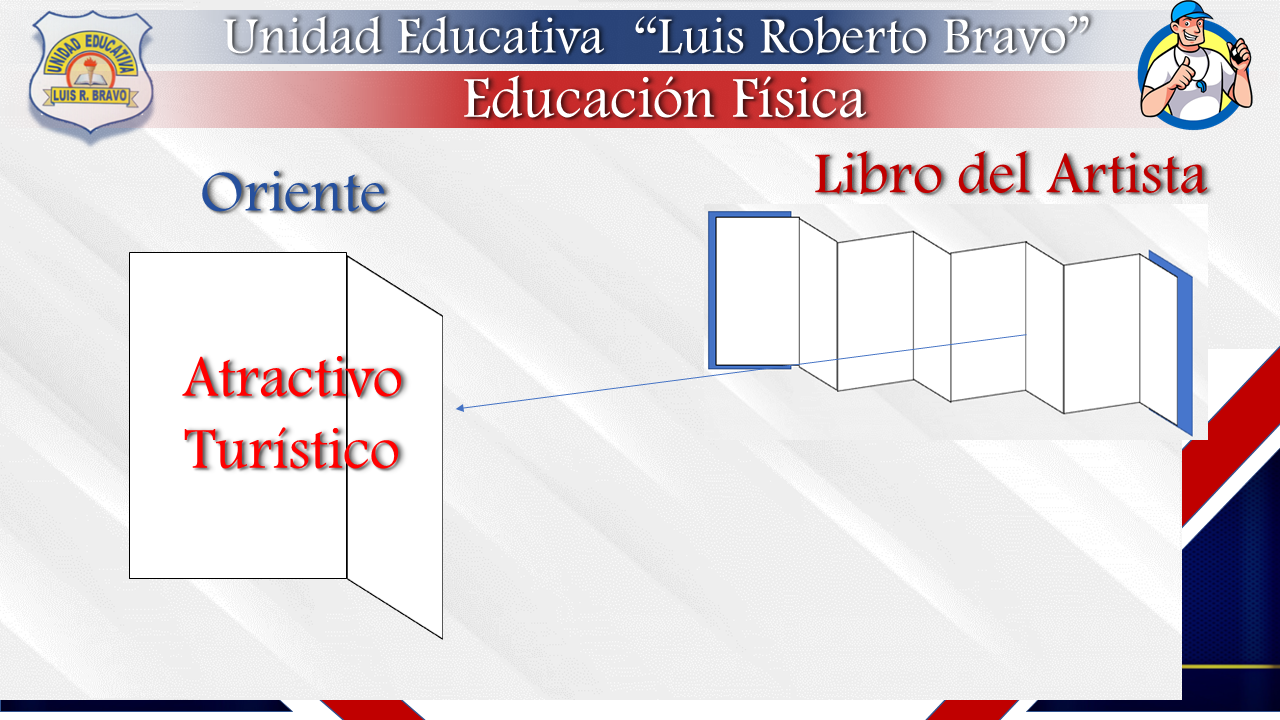 Unidad Educativa “Luis Roberto Bravo”
Educación Física
UNIDAD EDUCATIVA
LUIS R. BRAVO
Libro del Artista
Oriente
Atractivo
Turístico